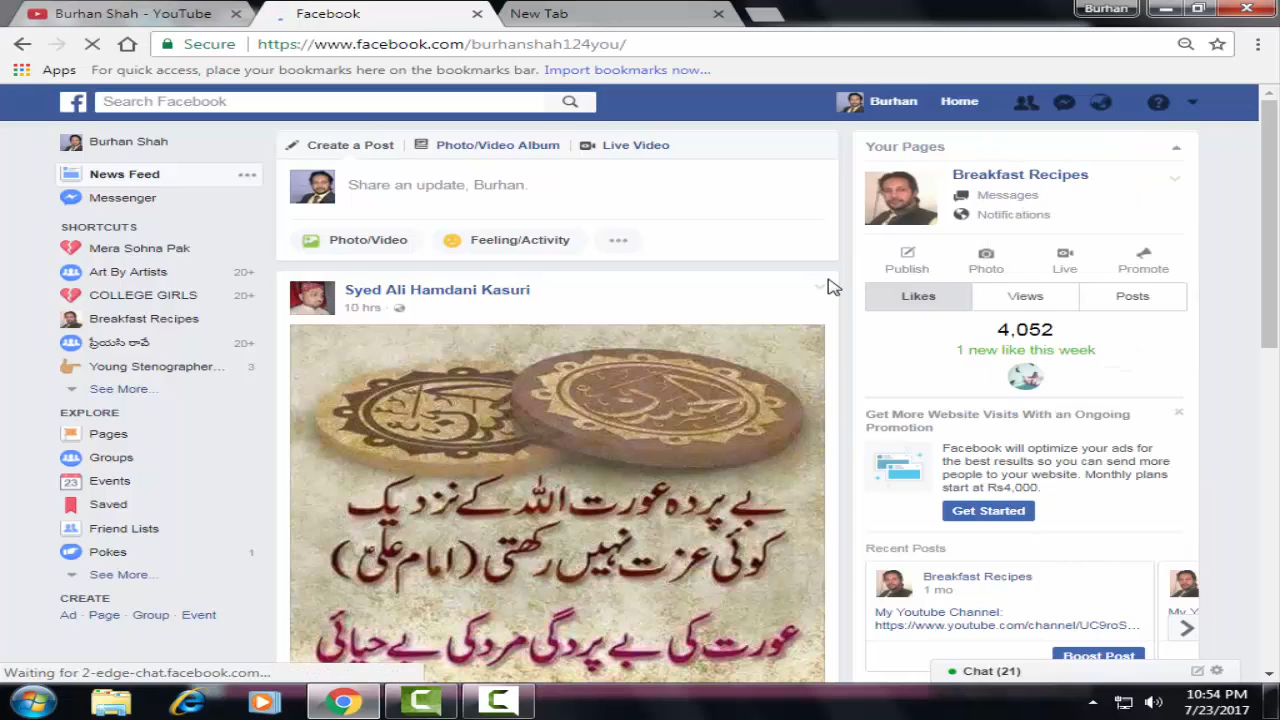 Burhan Shah - YouTube
Facebook
New Tab
Burhan
Secure https://www.facebook.com/burhanshah124you/
Apps For quick access, place your bookmarks here on the bookmarks bar. Import bookmarks now...
Search Facebook
Burhan Home
Burhan Shah
News Feed
Messenger
SHORTCUTS
Mera Sohna Pak
Art By Artists 20+
COLLEGE GIRLS 20+
Breakfast Recipes
ప్రేయసి రావే 20+
Young Stenographer... 3
See More...
EXPLORE
Pages
Groups
23 Events
Saved
Friend Lists
Pokes 1
See More...
CREATE
Ad · Page · Group · Event
Create a Post | Photo/Video Album | Live Video
Share an update, Burhan.
Photo/Video Feeling/Activity
Syed Ali Hamdani Kasuri
10 hrs ·
بے پردہ عورت اللہ کے نزدیک
کوئی عزت نہیں رکھتی (امام علیؑ)
عورت کی بے پردگی مرد کی بے حیائی
Your Pages
Breakfast Recipes
Messages
Notifications
Publish Photo Live Promote
Likes Views Posts
4,052
1 new like this week
Get More Website Visits With an Ongoing
Promotion
Facebook will optimize your ads for
the best results so you can send more
people to your website. Monthly plans
start at Rs4,000.
Get Started
Recent Posts
Breakfast Recipes
1 mo
My Youtube Channel:
https://www.youtube.com/channel/UC9roS...
Boost Post
Chat (21)
Waiting for 2-edge-chat.facebook.com...
10:54 PM
7/23/2017